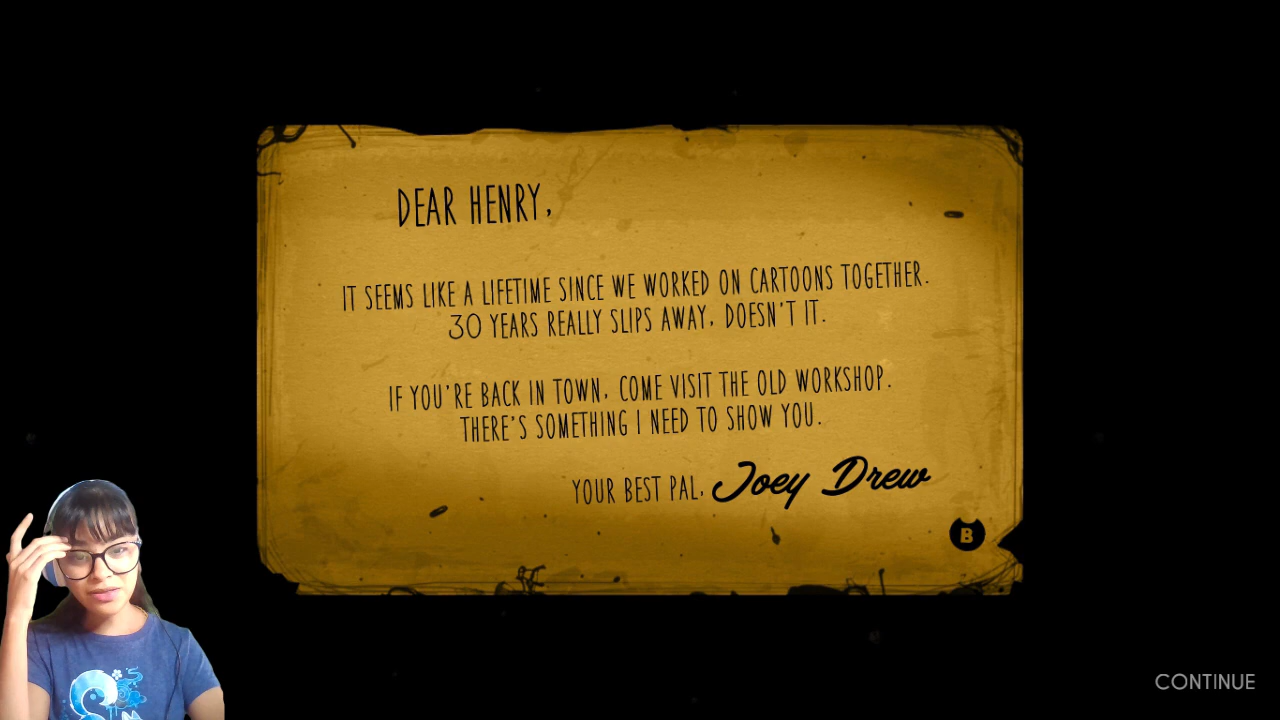 DEAR HENRY,
IT SEEMS LIKE A LIFETIME SINCE WE WORKED ON CARTOONS TOGETHER.
30 YEARS REALLY SLIPS AWAY, DOESN'T IT.
IF YOU'RE BACK IN TOWN, COME VISIT THE OLD WORKSHOP.
THERE'S SOMETHING I NEED TO SHOW YOU.
YOUR BEST PAL, Joey Drew
B
CONTINUE